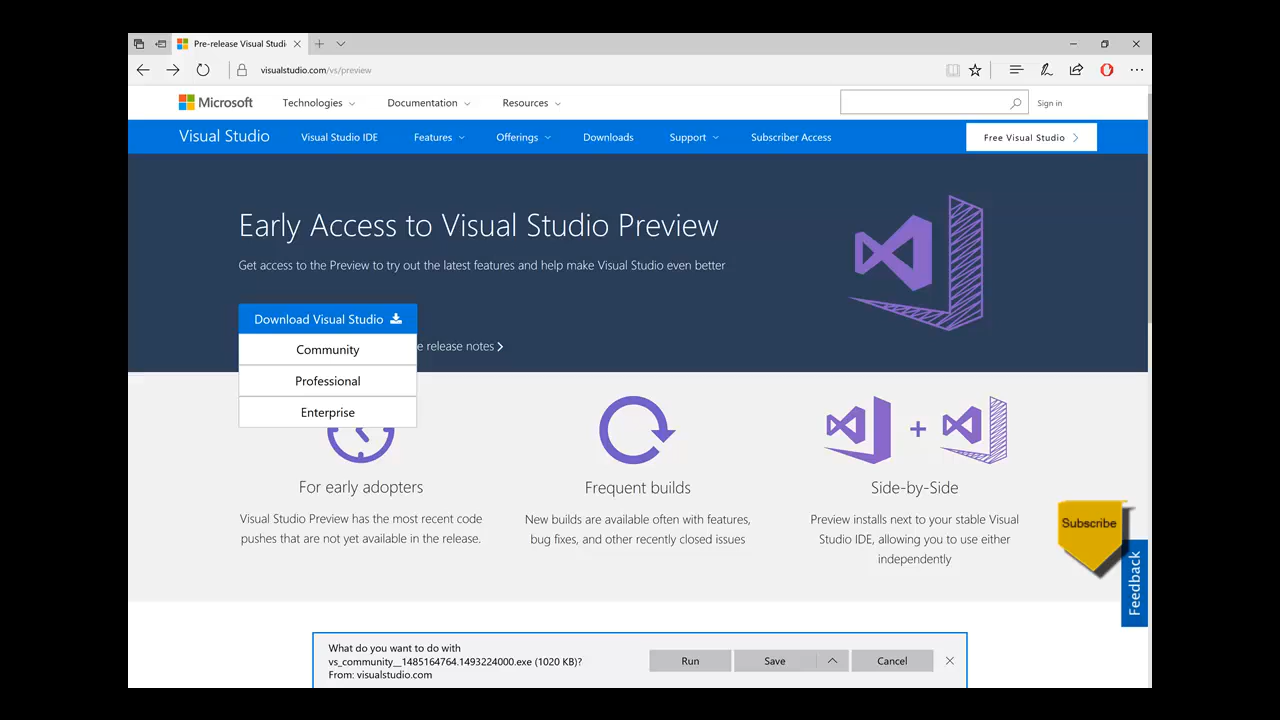 Pre-release Visual Studi
visualstudio.com/vs/preview
Microsoft Technologies Documentation Resources Sign in
Visual Studio Visual Studio IDE Features Offerings Downloads Support Subscriber Access Free Visual Studio
Early Access to Visual Studio Preview
Get access to the Preview to try out the latest features and help make Visual Studio even better
Download Visual Studio
Community
e release notes
Professional
Enterprise
For early adopters
Visual Studio Preview has the most recent code
pushes that are not yet available in the release.
Frequent builds
New builds are available often with features,
bug fixes, and other recently closed issues
Side-by-Side
Preview installs next to your stable Visual
Studio IDE, allowing you to use either
independently
Subscribe
Feedback
What do you want to do with
vs_community__1485164764.1493224000.exe (1020 KB)?
From: visualstudio.com
Run Save Cancel